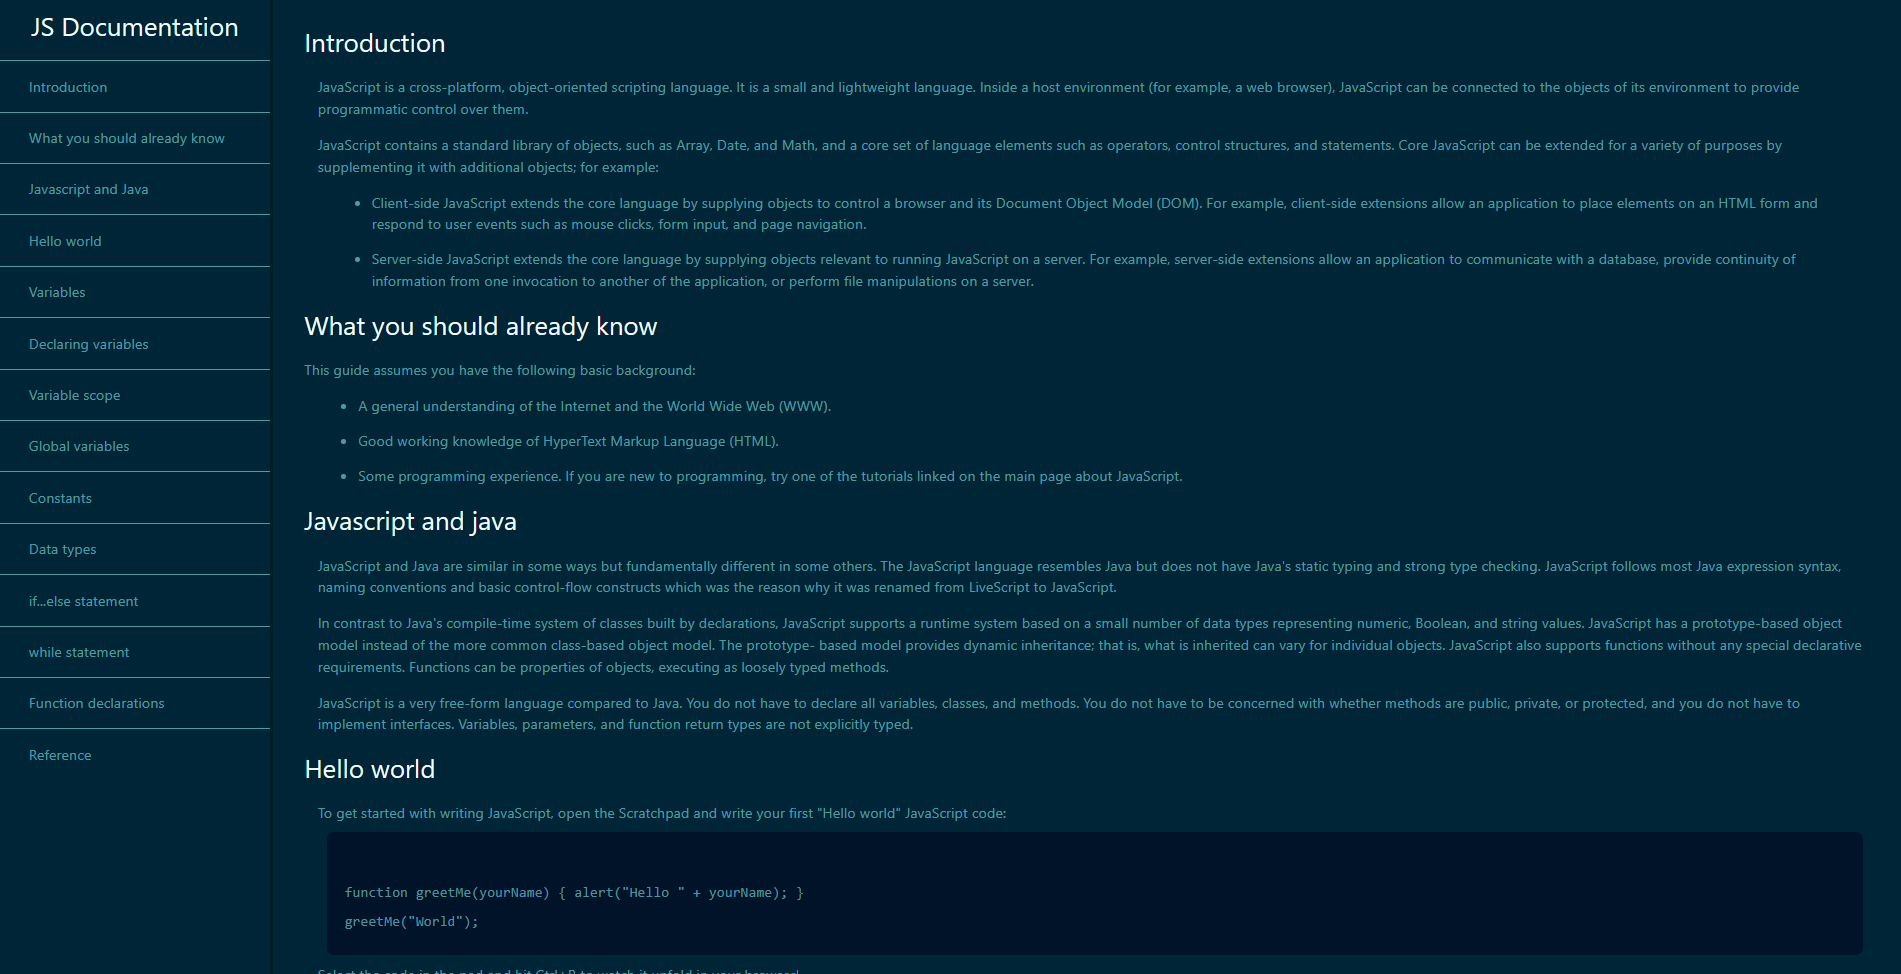 JS Documentation
Introduction
What you should already know
Javascript and Java
Hello world
Variables
Declaring variables
Variable scope
Global variables
Constants
Data types
if...else statement
while statement
Function declarations
Reference
Introduction
JavaScript is a cross-platform, object-oriented scripting language. It is a small and lightweight language. Inside a host environment (for example, a web browser), JavaScript can be connected to the objects of its environment to provide
programmatic control over them.
JavaScript contains a standard library of objects, such as Array, Date, and Math, and a core set of language elements such as operators, control structures, and statements. Core JavaScript can be extended for a variety of purposes by
supplementing it with additional objects; for example:
• Client-side JavaScript extends the core language by supplying objects to control a browser and its Document Object Model (DOM). For example, client-side extensions allow an application to place elements on an HTML form and
respond to user events such as mouse clicks, form input, and page navigation.
• Server-side JavaScript extends the core language by supplying objects relevant to running JavaScript on a server. For example, server-side extensions allow an application to communicate with a database, provide continuity of
information from one invocation to another of the application, or perform file manipulations on a server.
What you should already know
This guide assumes you have the following basic background:
• A general understanding of the Internet and the World Wide Web (WWW).
• Good working knowledge of HyperText Markup Language (HTML).
• Some programming experience. If you are new to programming, try one of the tutorials linked on the main page about JavaScript.
Javascript and java
JavaScript and Java are similar in some ways but fundamentally different in some others. The JavaScript language resembles Java but does not have Java's static typing and strong type checking. JavaScript follows most Java expression syntax,
naming conventions and basic control-flow constructs which was the reason why it was renamed from LiveScript to JavaScript.
In contrast to Java's compile-time system of classes built by declarations, JavaScript supports a runtime system based on a small number of data types representing numeric, Boolean, and string values. JavaScript has a prototype-based object
model instead of the more common class-based object model. The prototype- based model provides dynamic inheritance; that is, what is inherited can vary for individual objects. JavaScript also supports functions without any special declarative
requirements. Functions can be properties of objects, executing as loosely typed methods.
JavaScript is a very free-form language compared to Java. You do not have to declare all variables, classes, and methods. You do not have to be concerned with whether methods are public, private, or protected, and you do not have to
implement interfaces. Variables, parameters, and function return types are not explicitly typed.
Hello world
To get started with writing JavaScript, open the Scratchpad and write your first "Hello world" JavaScript code:
function greetMe(yourName) { alert("Hello " + yourName); }
greetMe("World");
Select the code in the pad and hit Ctrl+R to watch it unfold in your browser!